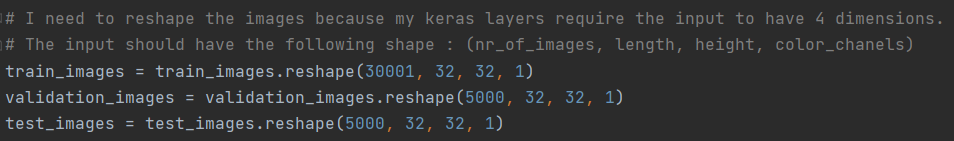 # I need to reshape the images because my keras layers require the input to have 4 dimensions.
# The input should have the following shape : (nr_of_images, length, height, color_chanels)
train_images = train_images.reshape(30001, 32, 32, 1)
validation_images = validation_images.reshape(5000, 32, 32, 1)
test_images = test_images.reshape(5000, 32, 32, 1)